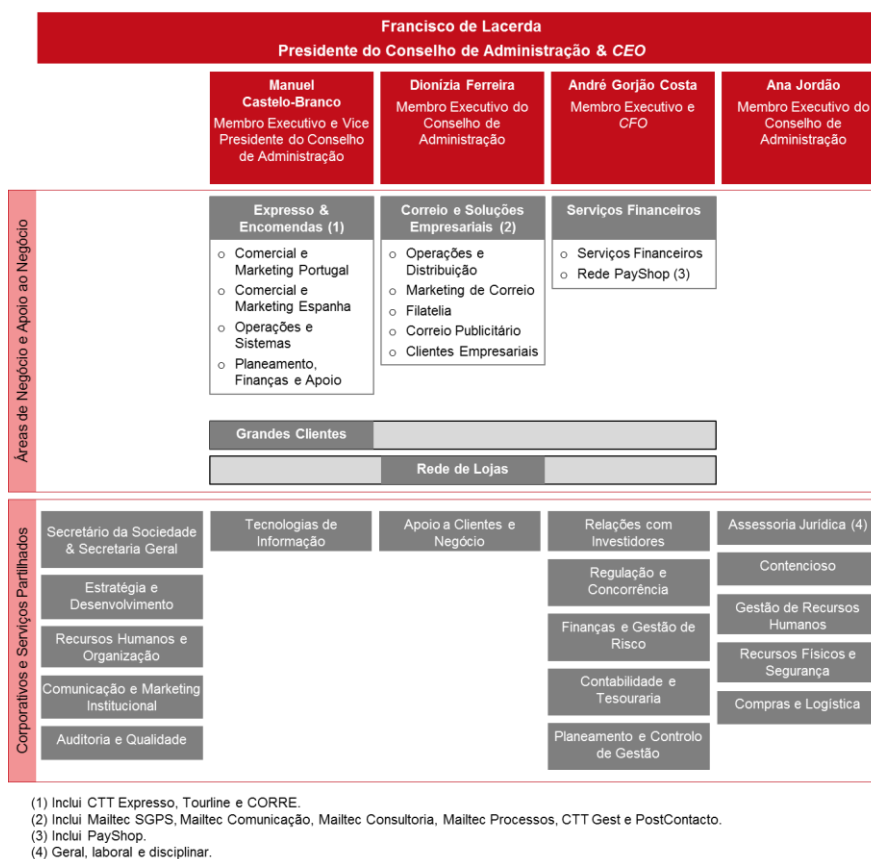 Francisco de Lacerda
Presidente do Conselho de Administração & CEO
Manuel
Castelo-Branco
Membro Executivo e Vice
Presidente do Conselho
de Administração
Dionízia Ferreira
Membro Executivo do
Conselho de
Administração
André Gorjão Costa
Membro Executivo e
CFO
Ana Jordão
Membro Executivo do
Conselho de
Administração
Áreas de Negócio e Apoio ao Negócio
Expresso &
Encomendas (1)
o Comercial e
Marketing Portugal
o Comercial e
Marketing Espanha
o Operações e
Sistemas
o Planeamento,
Finanças e Apoio
Correio e Soluções
Empresariais (2)
o Operações e
Distribuição
o Marketing de Correio
o Filatelia
o Correio Publicitário
o Clientes Empresariais
Serviços Financeiros
o Serviços Financeiros
o Rede PayShop (3)
Grandes Clientes
Rede de Lojas
Corporativos e Serviços Partilhados
Secretário da Sociedade
& Secretaria Geral
Estratégia e
Desenvolvimento
Recursos Humanos e
Organização
Comunicação e Marketing
Institucional
Auditoria e Qualidade
Tecnologias de
Informação
Apoio a Clientes e
Negócio
Relações com
Investidores
Regulação e
Concorrência
Finanças e Gestão de
Risco
Contabilidade e
Tesouraria
Planeamento e Controlo
de Gestão
Assessoria Jurídica (4)
Contencioso
Gestão de Recursos
Humanos
Recursos Físicos e
Segurança
Compras e Logística
(1) Inclui CTT Expresso, Tourline e CORRE.
(2) Inclui Mailtec SGPS, Mailtec Comunicação, Mailtec Consultoria, Mailtec Processos, CTT Gest e PostContacto.
(3) Inclui PayShop.
(4) Geral, laboral e disciplinar.